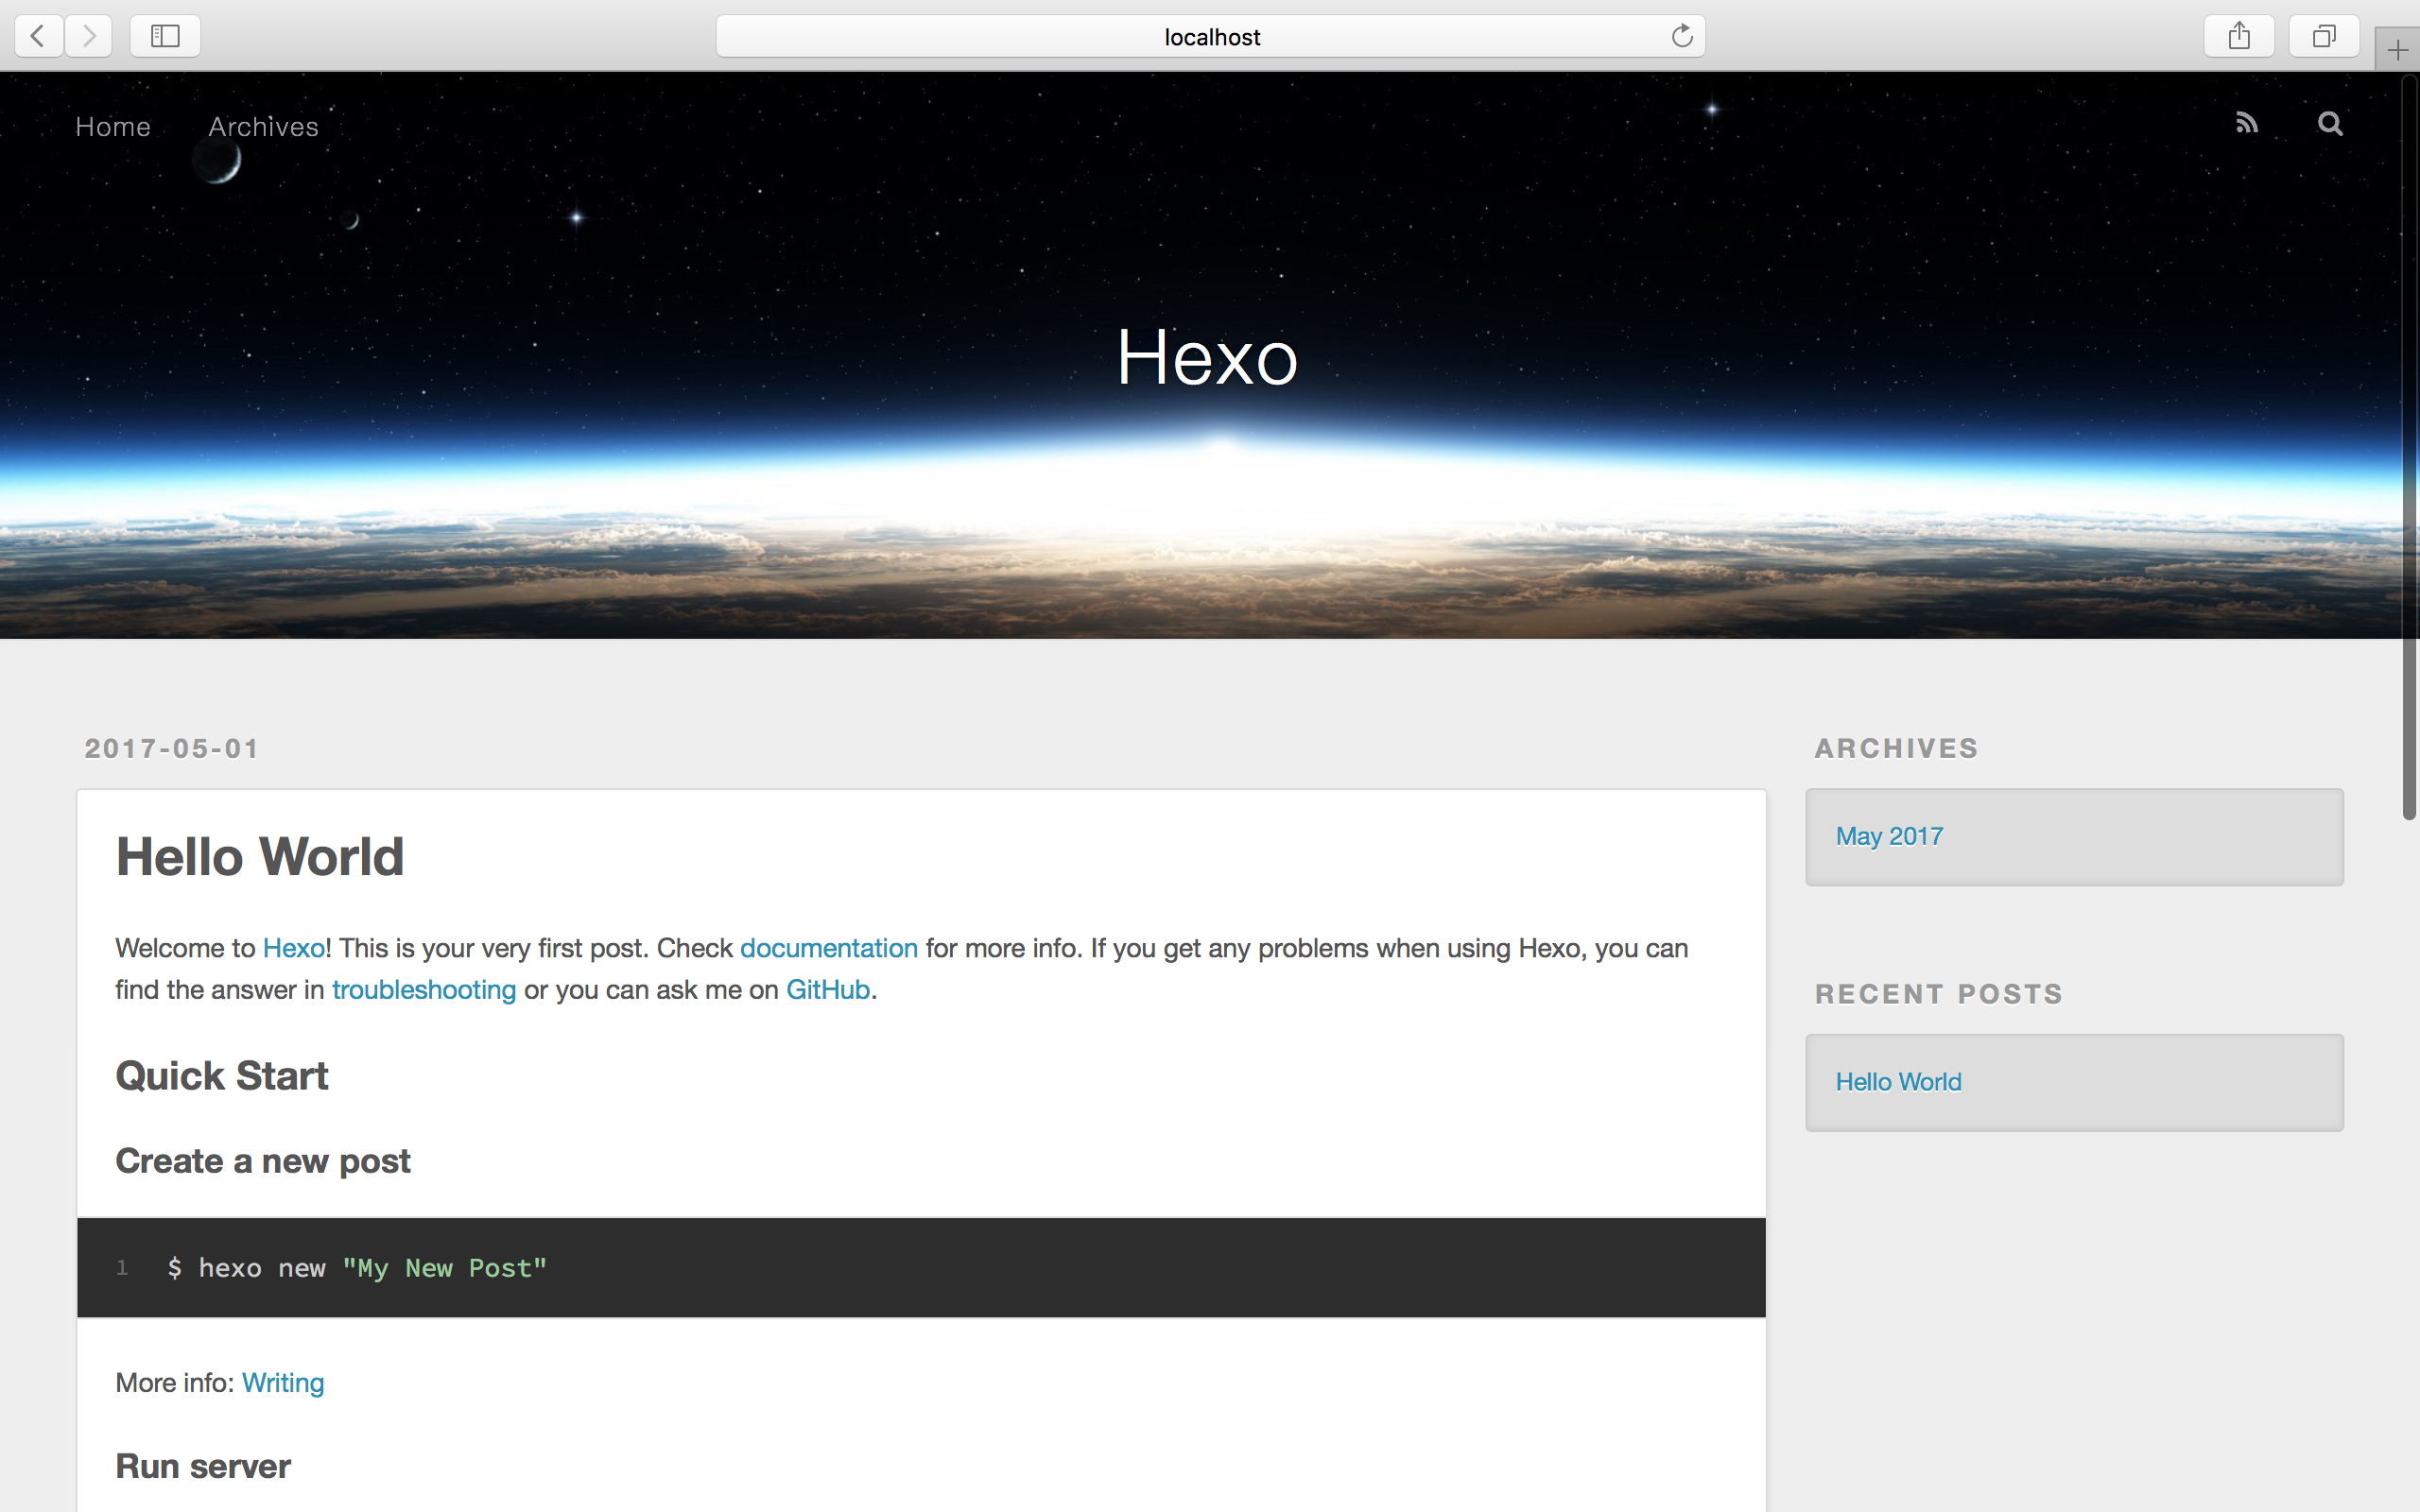 localhost
Home Archives
Hexo
2017-05-01
Hello World
Welcome to Hexo! This is your very first post. Check documentation for more info. If you get any problems when using Hexo, you can
find the answer in troubleshooting or you can ask me on GitHub.
Quick Start
Create a new post
1 $ hexo new "My New Post"
More info: Writing
Run server
ARCHIVES
May 2017
RECENT POSTS
Hello World